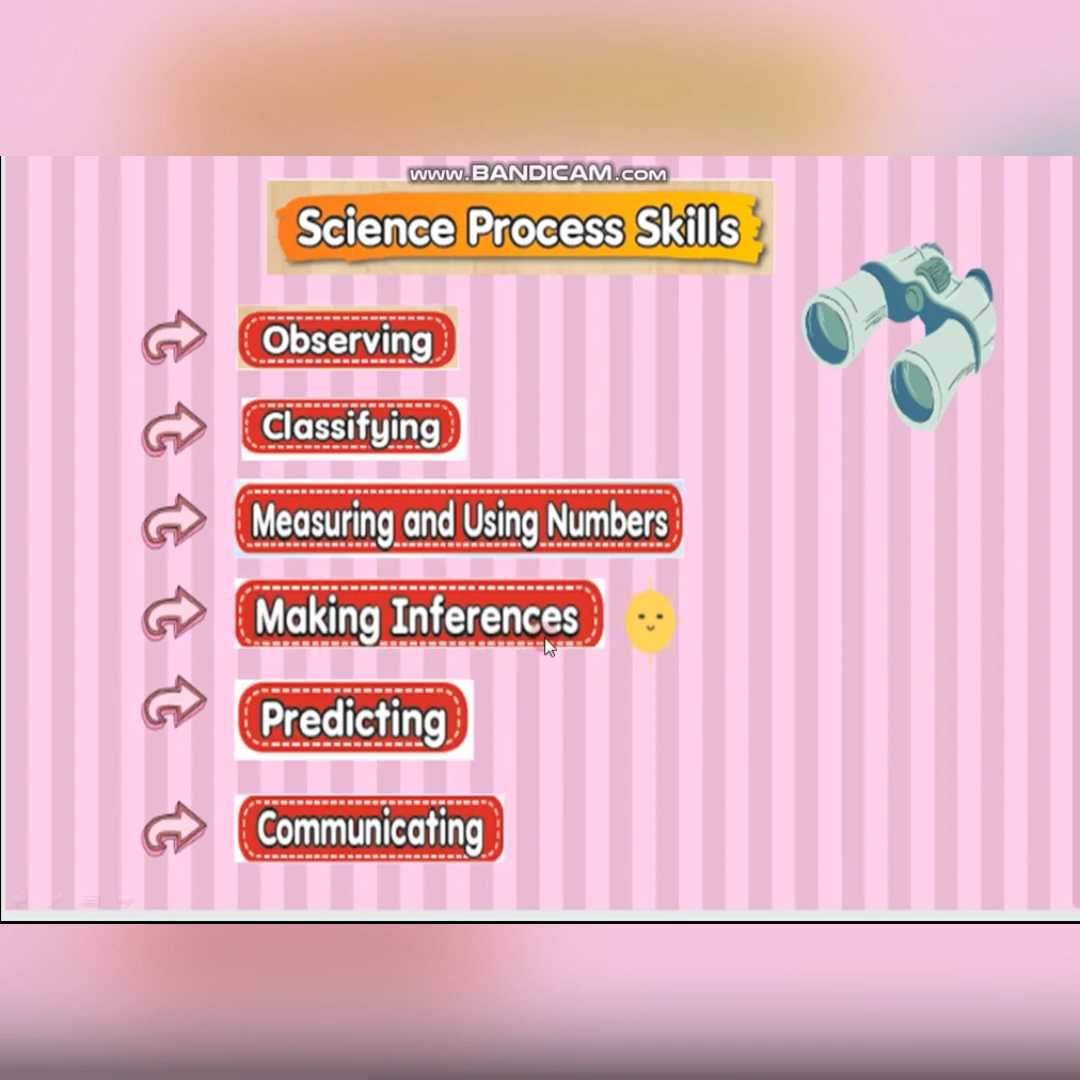 www.BANDICAM.com
Science Process Skills
Observing
Classifying
Measuring and Using Numbers
Making Inferences
Predicting
Communicating